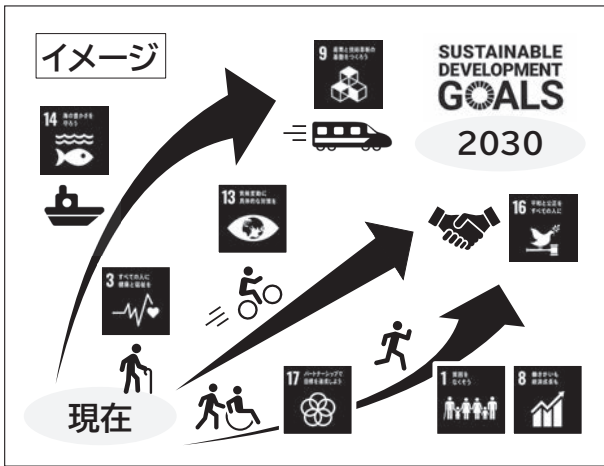 イメージ
9 産業と技術革新の
基盤をつくろう
SUSTAINABLE
DEVELOPMENT
GOALS
2030
14 海の豊かさを
守ろう
13 気候変動に
具体的な対策を
16 平和と公正を
すべての人に
3 すべての人に
健康と福祉を
17 パートナーシップで
目標を達成しよう
1 貧困を
なくそう
8 働きがいも
経済成長も
現在